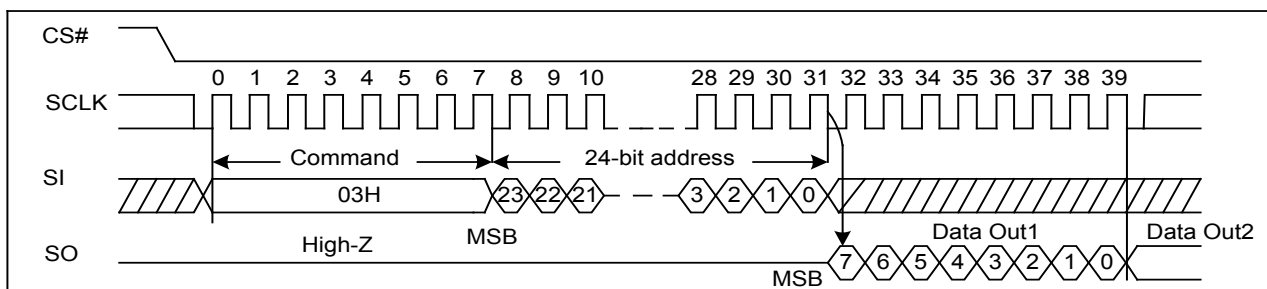 CS#
0 1 2 3 4 5 6 7 8 9 10 28 29 30 31 32 33 34 35 36 37 38 39
SCLK
Command 24-bit address
SI 03H 23 22 21 3 2 1 0
High-Z MSB Data Out1 Data Out2
SO 7 6 5 4 3 2 1 0
MSB